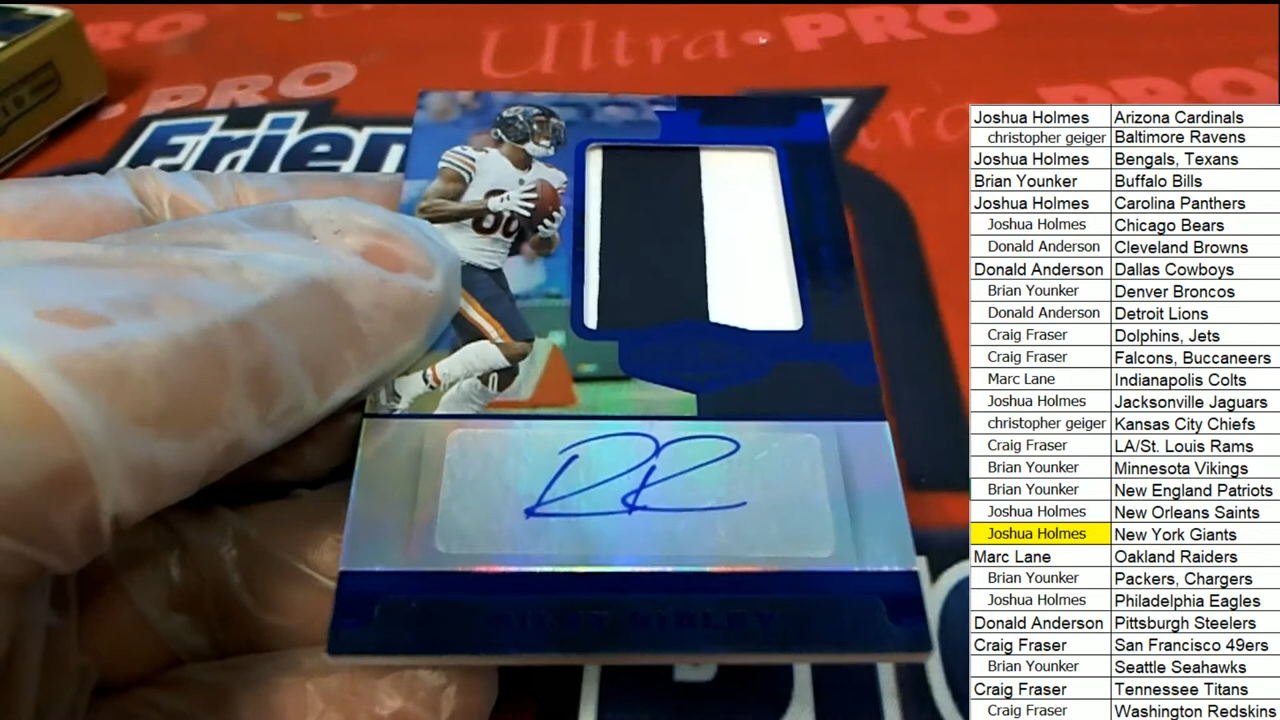 Ultra•PRO
PRO
•PRO
Frien
80
RR
RIDLEY
Joshua Holmes Arizona Cardinals
christopher geiger Baltimore Ravens
Joshua Holmes Bengals, Texans
Brian Younker Buffalo Bills
Joshua Holmes Carolina Panthers
Joshua Holmes Chicago Bears
Donald Anderson Cleveland Browns
Donald Anderson Dallas Cowboys
Brian Younker Denver Broncos
Donald Anderson Detroit Lions
Craig Fraser Dolphins, Jets
Craig Fraser Falcons, Buccaneers
Marc Lane Indianapolis Colts
Joshua Holmes Jacksonville Jaguars
christopher geiger Kansas City Chiefs
Craig Fraser LA/St. Louis Rams
Brian Younker Minnesota Vikings
Brian Younker New England Patriots
Joshua Holmes New Orleans Saints
Joshua Holmes New York Giants
Marc Lane Oakland Raiders
Brian Younker Packers, Chargers
Joshua Holmes Philadelphia Eagles
Donald Anderson Pittsburgh Steelers
Craig Fraser San Francisco 49ers
Brian Younker Seattle Seahawks
Craig Fraser Tennessee Titans
Craig Fraser Washington Redskins